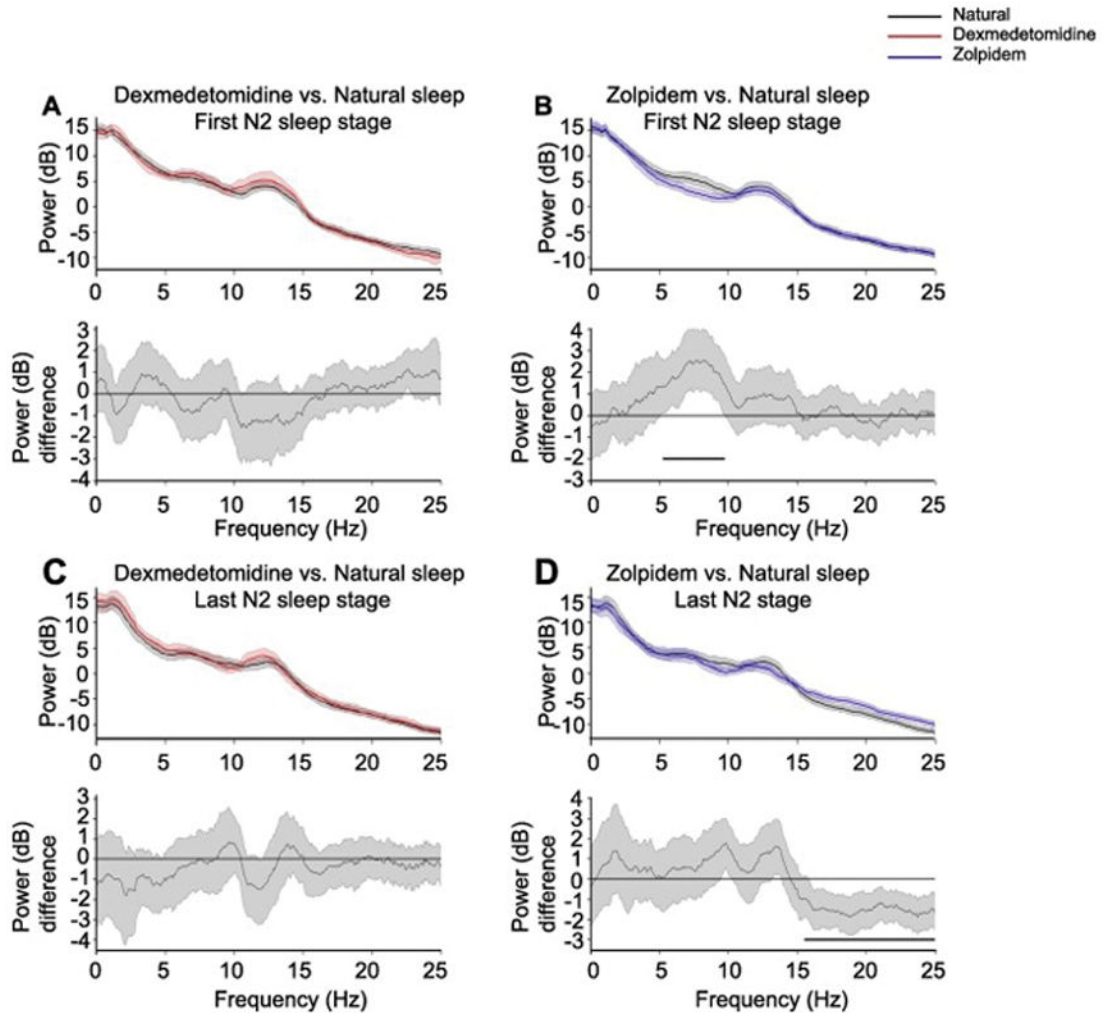 Natural
Dexmedetomidine
Zolpidem
A
Dexmedetomidine vs. Natural sleep
First N2 sleep stage
Power (dB)
15
10
5
0
-5
-10
0 5 10 15 20 25
Power (dB)
difference
3
2
1
0
-1
-2
-3
-4
0 5 10 15 20 25
Frequency (Hz)
B
Zolpidem vs. Natural sleep
First N2 sleep stage
Power (dB)
15
10
5
0
-5
-10
0 5 10 15 20 25
Power (dB)
difference
4
3
2
1
0
-1
-2
-3
0 5 10 15 20 25
Frequency (Hz)
C
Dexmedetomidine vs. Natural sleep
Last N2 sleep stage
Power (dB)
15
10
5
0
-5
-10
0 5 10 15 20 25
Power (dB)
difference
3
2
1
0
-1
-2
-3
-4
0 5 10 15 20 25
Frequency (Hz)
D
Zolpidem vs. Natural sleep
Last N2 stage
Power (dB)
15
10
5
0
-5
-10
0 5 10 15 20 25
Power (dB)
difference
4
3
2
1
0
-1
-2
-3
0 5 10 15 20 25
Frequency (Hz)